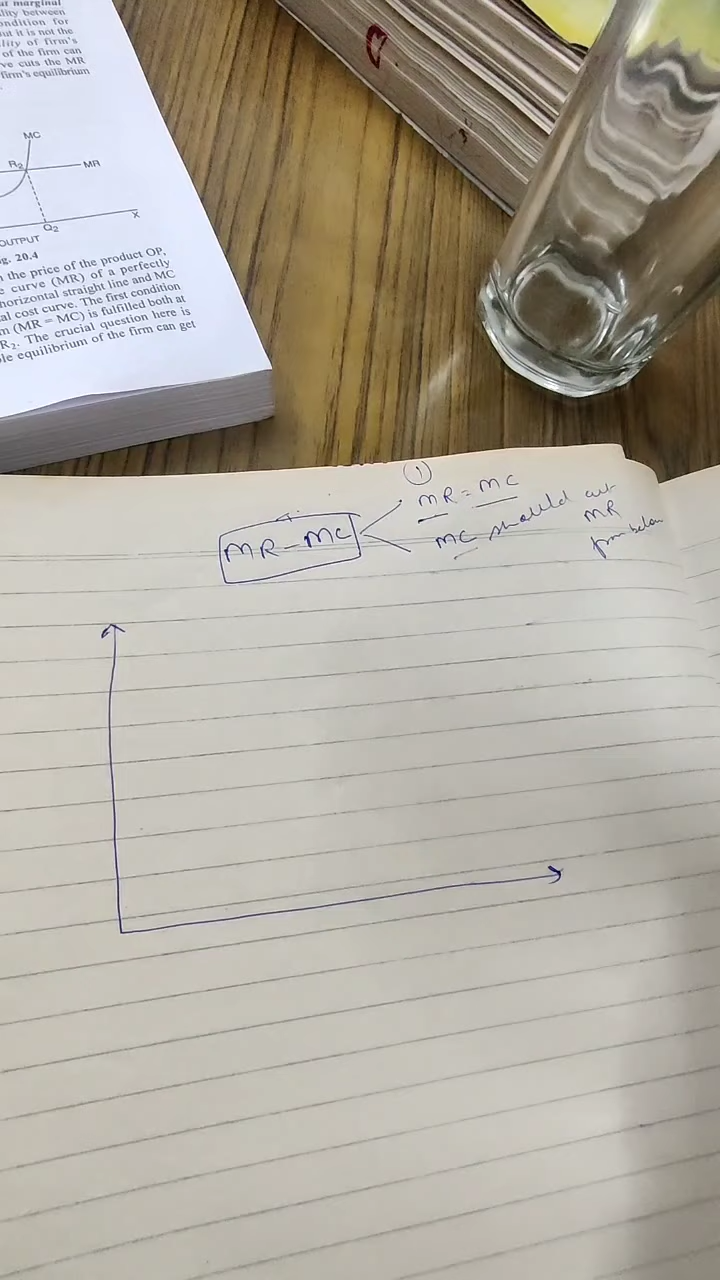 at marginal
lity between
ondition for
ut it is not the
ility of firm's
of the firm can
ve cuts the MR
firm's equilibrium
MC
R2
MR
Q2
X
OUTPUT
g. 20.4
the price of the product OP,
e curve (MR) of a perfectly
horizontal straight line and MC
al cost curve. The first condition
m (MR = MC) is fulfilled both at
R2. The crucial question here is
le equilibrium of the firm can get
1
MR = MC
MR - MC
MC should cut
MR
from below